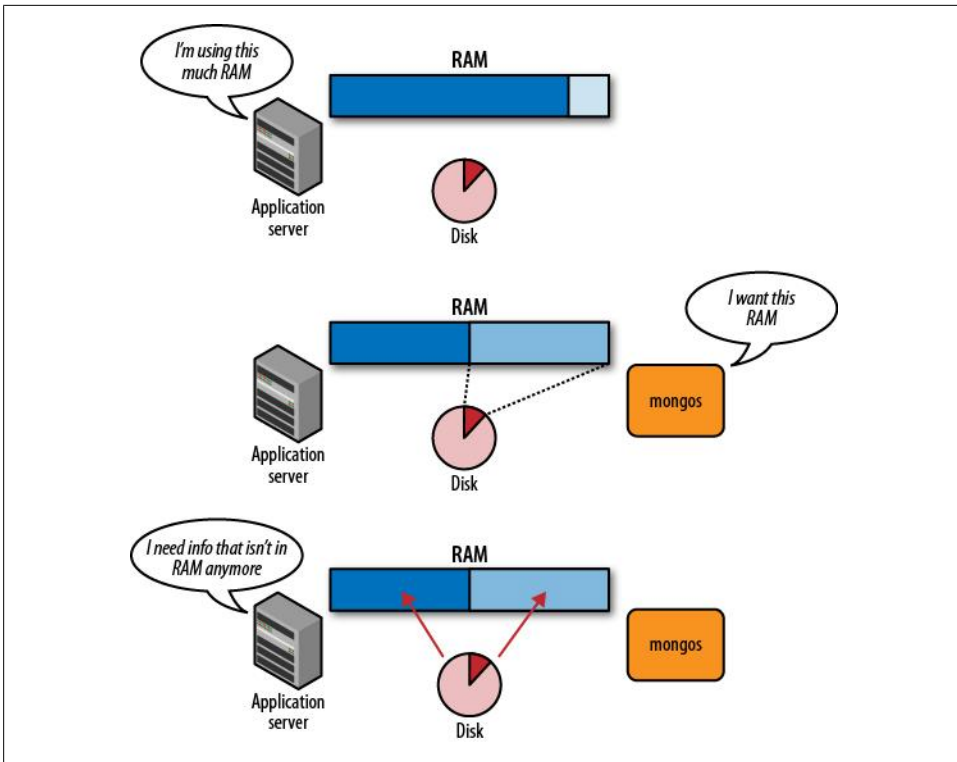 I'm using this
much RAM
RAM
Application
server
Disk
RAM
I want this
RAM
mongos
Application
server
Disk
I need info that isn't in
RAM anymore
RAM
mongos
Application
server
Disk